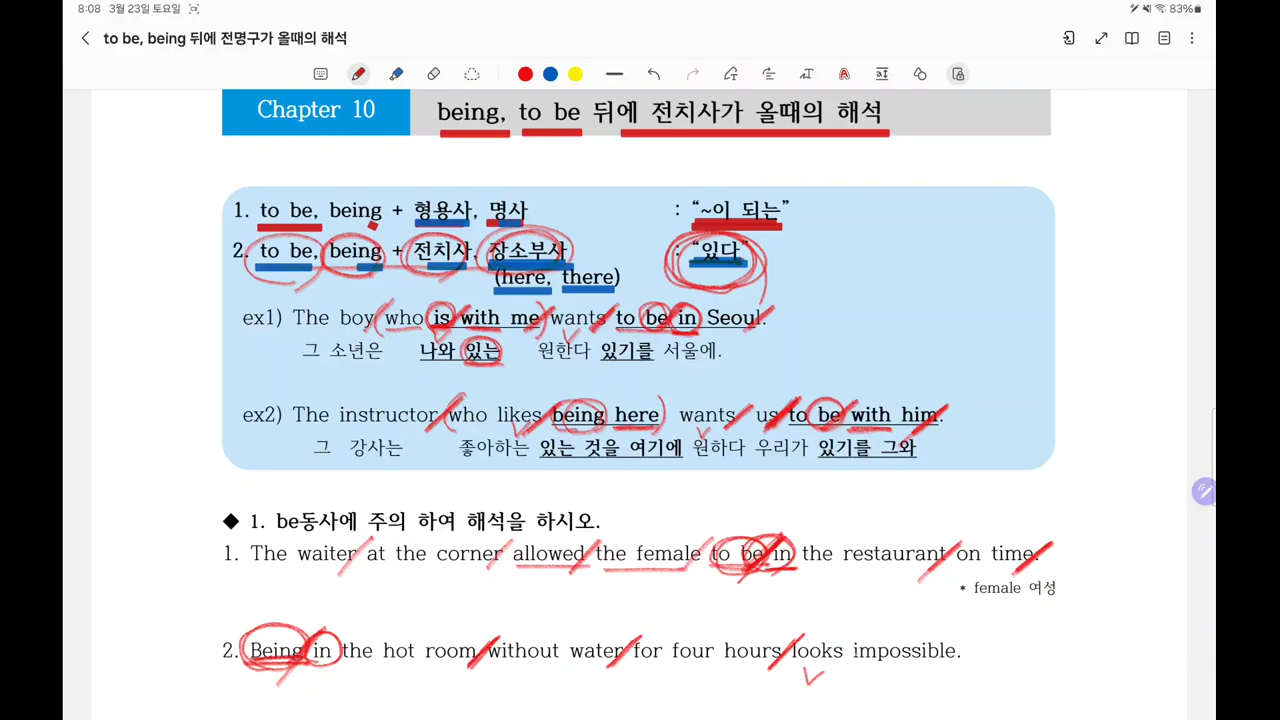 8:08 3월 23일 토요일 83%
to be, being 뒤에 전명구가 올때의 해석
Chapter 10 being, to be 뒤에 전치사가 올때의 해석
1. to be, being + 형용사, 명사 : “~이 되는”
2. to be, being + 전치사, 장소부사 : “있다”
(here, there)
ex1) The boy who is with me wants to be in Seoul.
그 소년은 나와 있는 원한다 있기를 서울에.
ex2) The instructor who likes being here wants us to be with him.
그 강사는 좋아하는 있는 것을 여기에 원하다 우리가 있기를 그와
◆ 1. be동사에 주의 하여 해석을 하시오.
1. The waiter at the corner allowed the female to be in the restaurant on time.
* female 여성
2. Being in the hot room without water for four hours looks impossible.